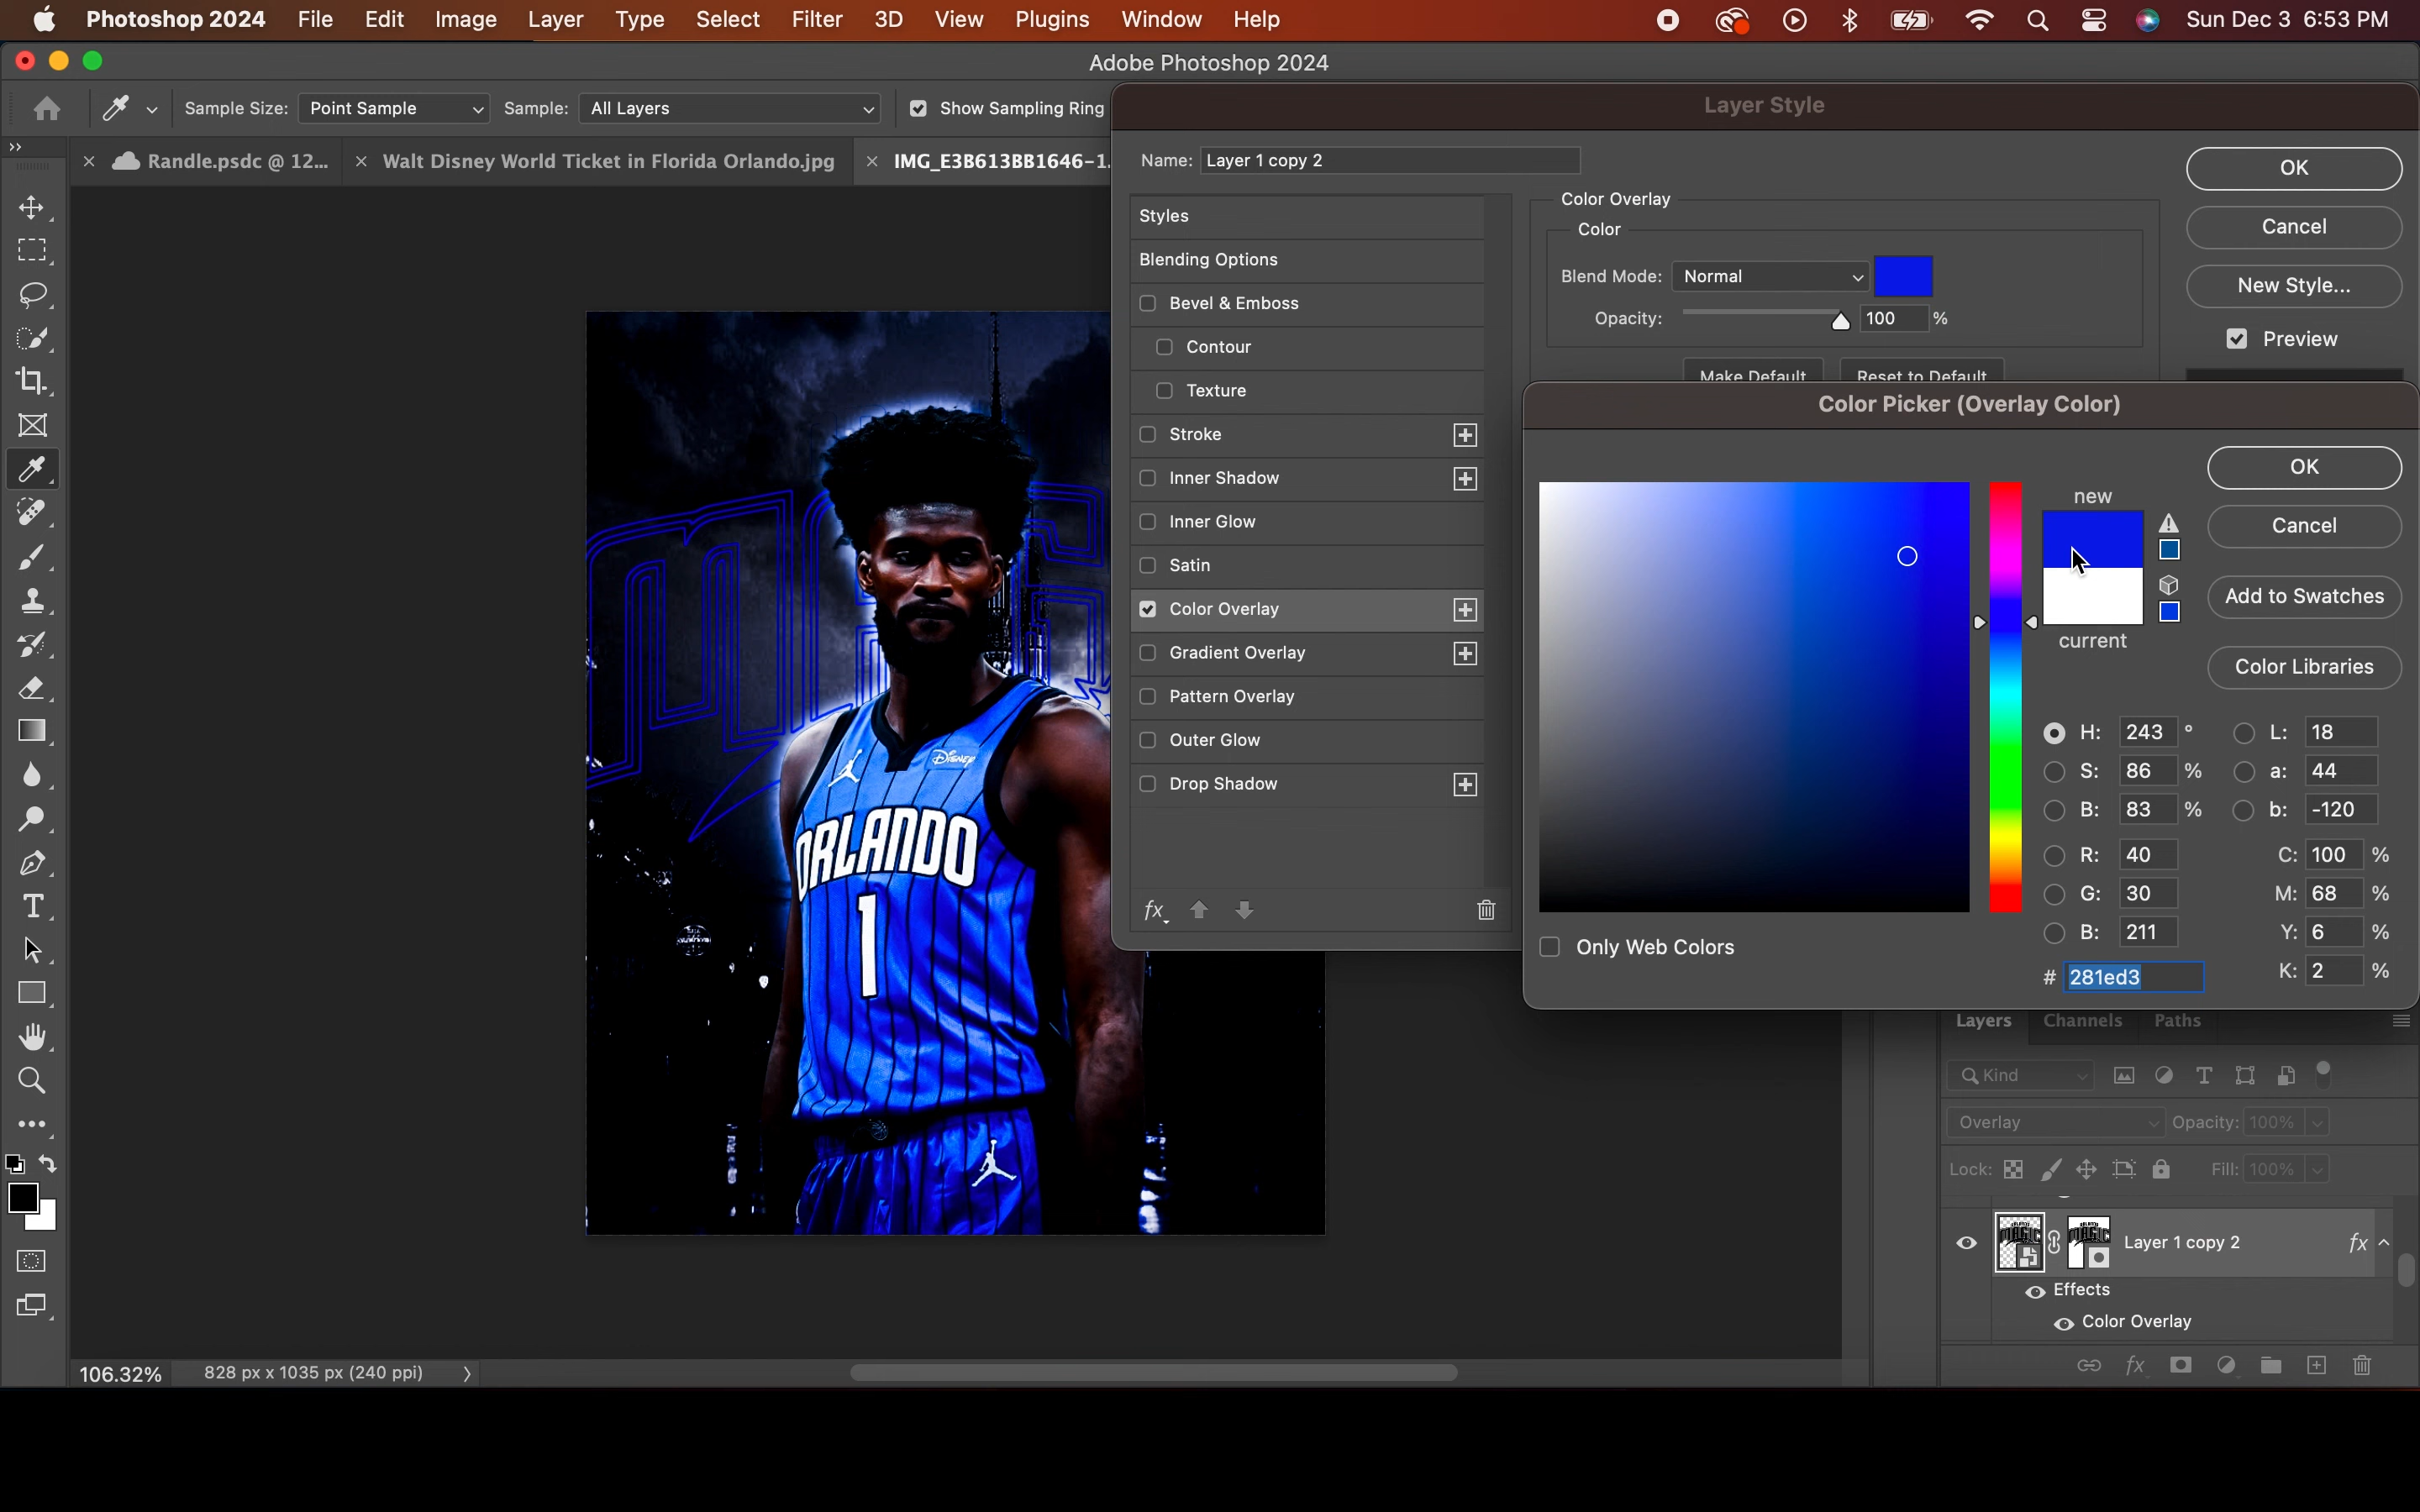 Photoshop 2024 File Edit Image Layer Type Select Filter 3D View Plugins Window Help Sun Dec 3 6:53 PM
Adobe Photoshop 2024
Sample Size: Point Sample Sample: All Layers Show Sampling Ring
Layer Style
Randle.psdc @ 12... Walt Disney World Ticket in Florida Orlando.jpg IMG_E3B613BB1646-1.
Name: Layer 1 copy 2
OK
Cancel
New Style...
Preview
Styles
Blending Options
Bevel & Emboss
Contour
Texture
Stroke
Inner Shadow
Inner Glow
Satin
Color Overlay
Gradient Overlay
Pattern Overlay
Outer Glow
Drop Shadow
fx
Color Overlay
Color
Blend Mode: Normal
Opacity: 100 %
Make Default Reset to Default
Color Picker (Overlay Color)
new
current
OK
Cancel
Add to Swatches
Color Libraries
H: 243 ° L: 18
S: 86 % a: 44
B: 83 % b: -120
R: 40 C: 100 %
G: 30 M: 68 %
B: 211 Y: 6 %
# 281ed3 K: 2 %
Only Web Colors
Disney
ORLANDO
1
Layers Channels Paths
Kind
Overlay Opacity: 100%
Lock: Fill: 100%
MAGIC MAGIC Layer 1 copy 2 fx
Effects
Color Overlay
fx
106.32% 828 px x 1035 px (240 ppi)